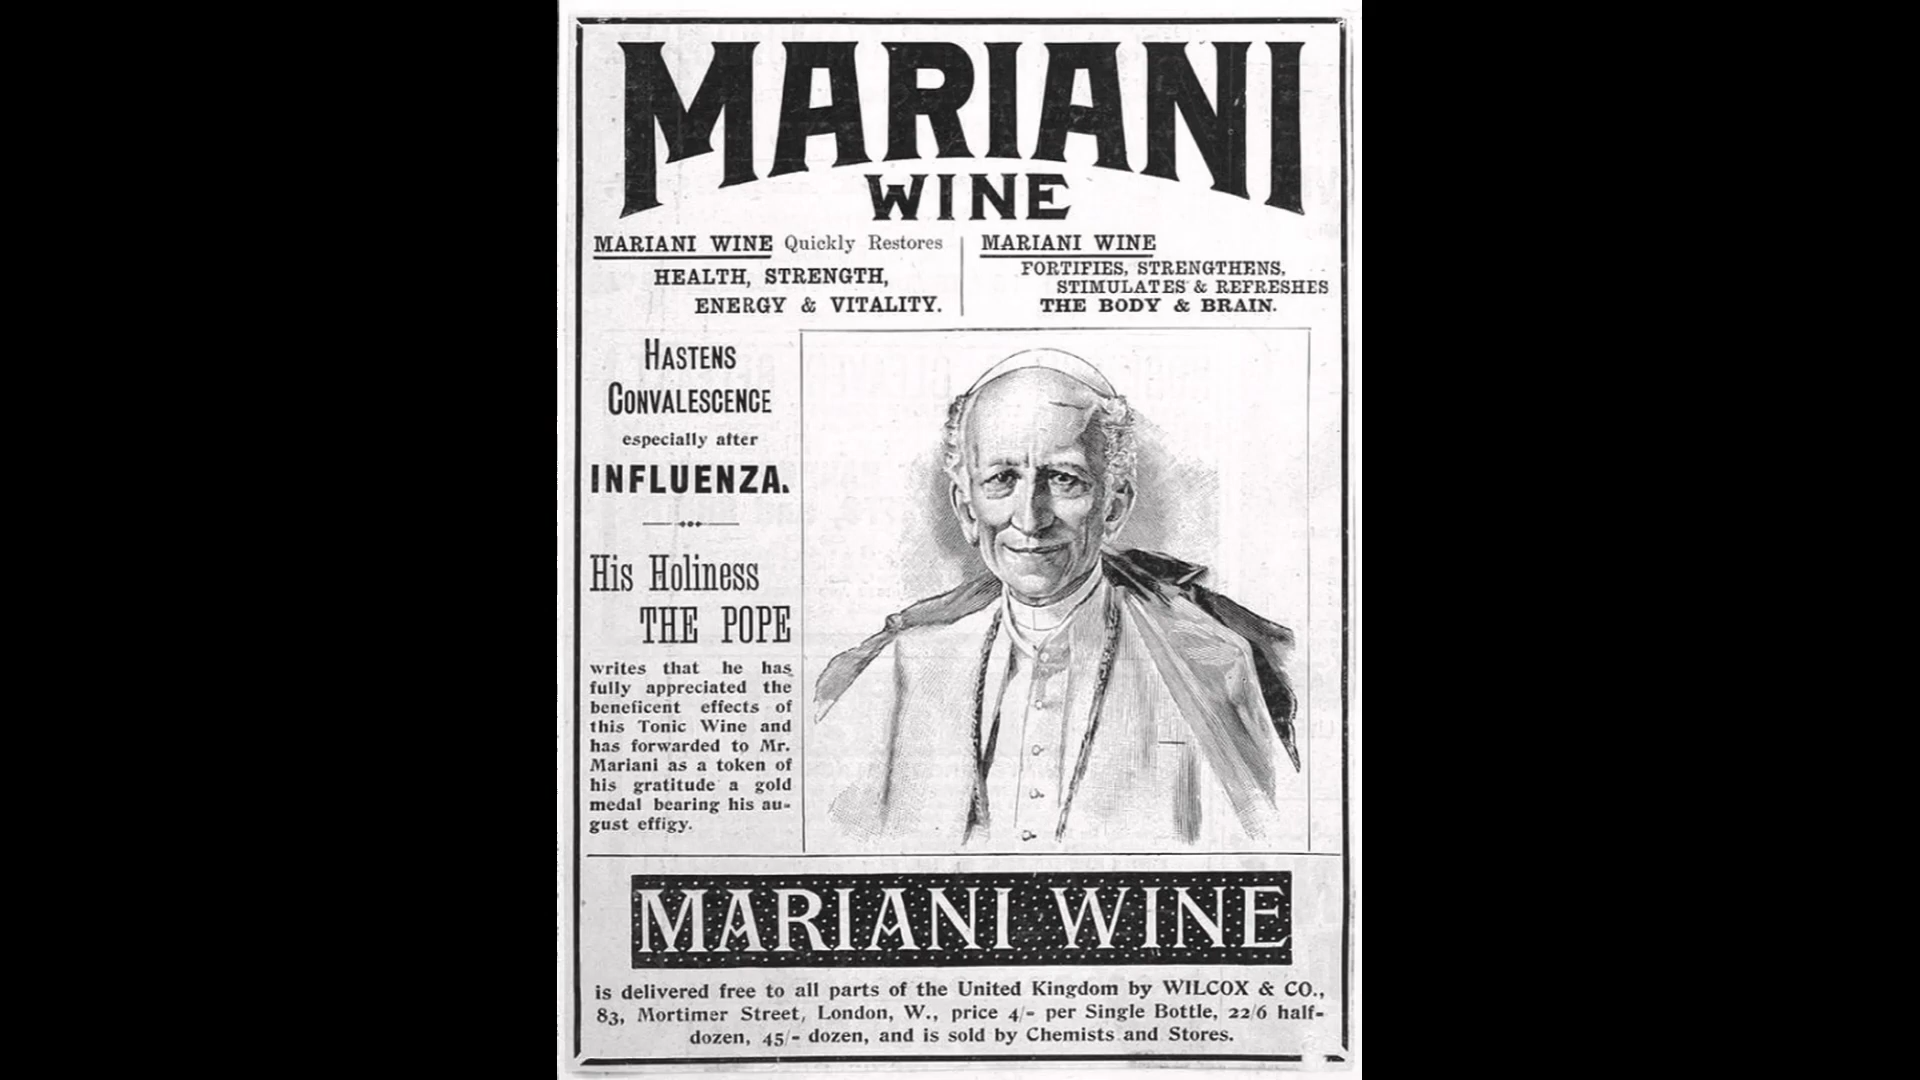 MARIANI
WINE
MARIANI WINE Quickly Restores
HEALTH, STRENGTH,
ENERGY & VITALITY.
MARIANI WINE
FORTIFIES, STRENGTHENS,
STIMULATES & REFRESHES
THE BODY & BRAIN.
HASTENS
CONVALESCENCE
especially after
INFLUENZA.
His Holiness
THE POPE
writes that he has
fully appreciated the
beneficent effects of
this Tonic Wine and
has forwarded to Mr.
Mariani as a token of
his gratitude a gold
medal bearing his au-
gust effigy.
MARIANI WINE
is delivered free to all parts of the United Kingdom by WILCOX & CO.,
83, Mortimer Street, London, W., price 4/- per Single Bottle, 22/6 half-
dozen, 45/- dozen, and is sold by Chemists and Stores.